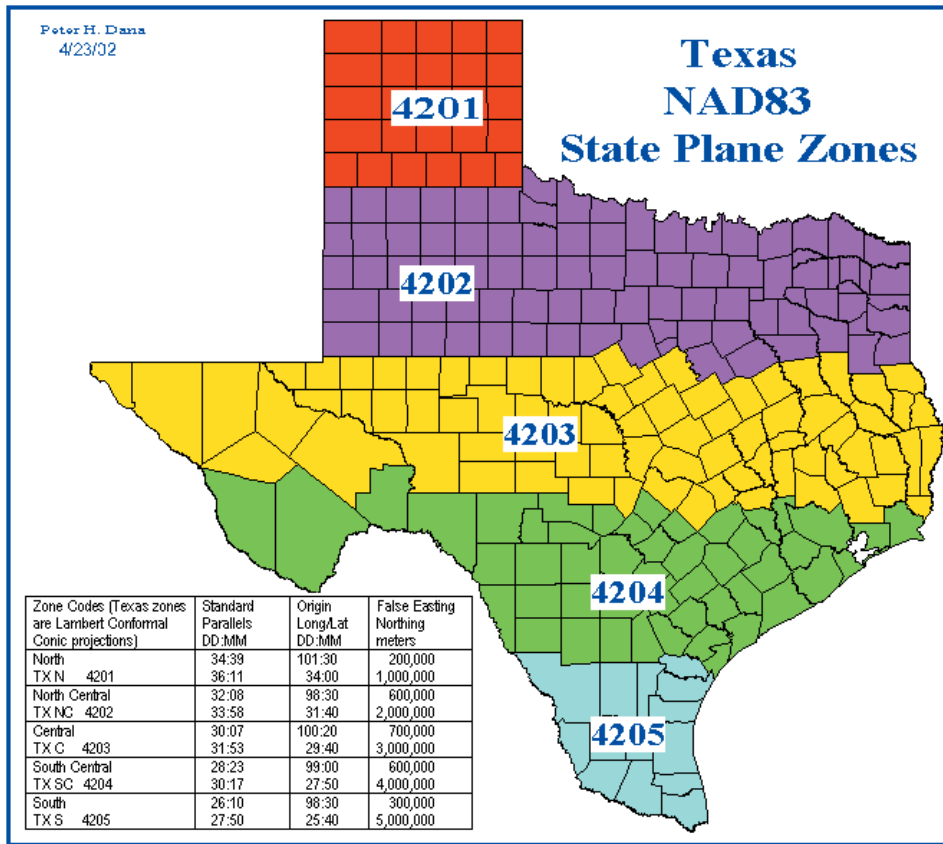 Peter H. Dana
4/23/02
Texas
NAD83
State Plane Zones
4201
4202
4203
4204
4205
Zone Codes (Texas zones are Lambert Conformal Conic projections) Standard Parallels DD:MM Origin Long/Lat DD:MM False Easting Northing meters
North 34:39 101:30 200,000
TX N 4201 36:11 34:00 1,000,000
North Central 32:08 98:30 600,000
TX NC 4202 33:58 31:40 2,000,000
Central 30:07 100:20 700,000
TX C 4203 31:53 29:40 3,000,000
South Central 28:23 99:00 600,000
TX SC 4204 30:17 27:50 4,000,000
South 26:10 98:30 300,000
TX S 4205 27:50 25:40 5,000,000